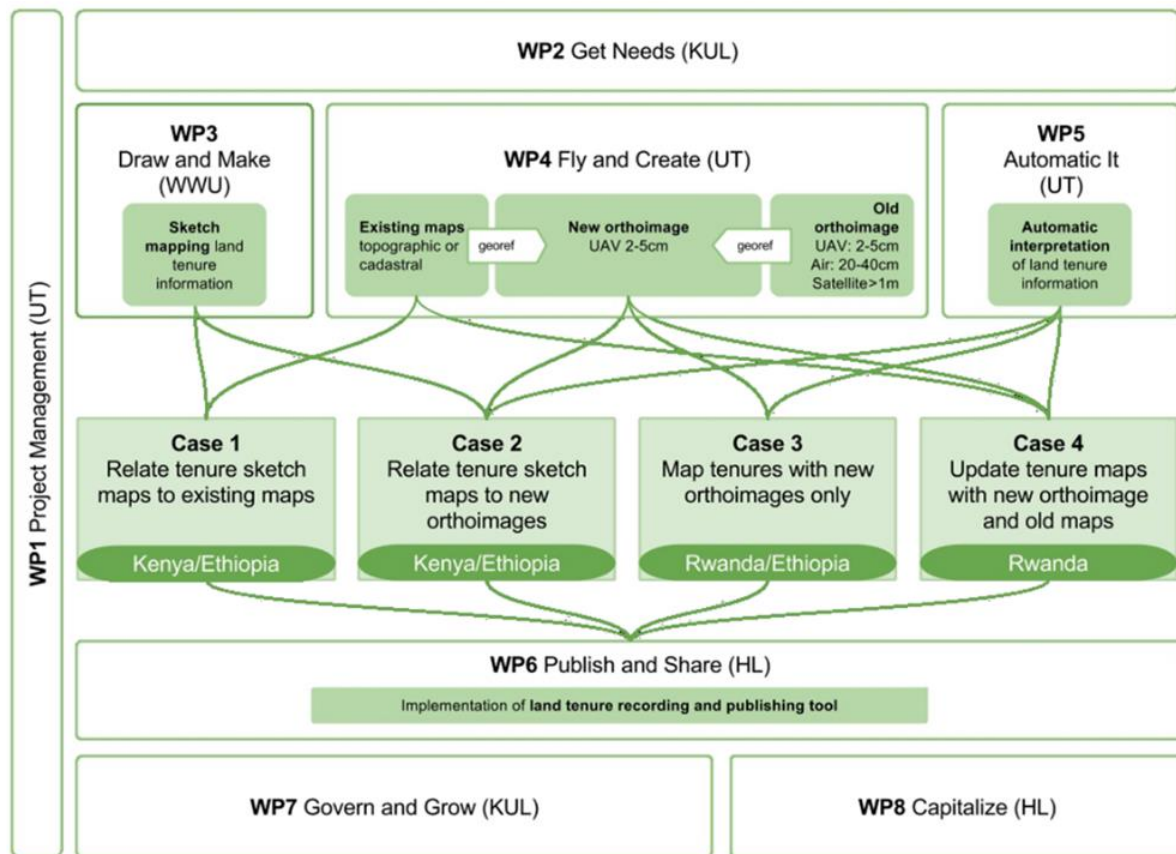 WP1 Project Management (UT)
WP2 Get Needs (KUL)
WP3
Draw and Make
(WWU)
Sketch
mapping land
tenure
information
WP4 Fly and Create (UT)
Existing maps
topographic or
cadastral
georef
New orthoimage
UAV 2-5cm
georef
Old
orthoimage
UAV: 2-5cm
Air: 20-40cm
Satellite>1m
WP5
Automatic It
(UT)
Automatic
interpretation
of land tenure
information
Case 1
Relate tenure sketch
maps to existing maps
Kenya/Ethiopia
Case 2
Relate tenure sketch
maps to new
orthoimages
Kenya/Ethiopia
Case 3
Map tenures with new
orthoimages only
Rwanda/Ethiopia
Case 4
Update tenure maps
with new orthoimage
and old maps
Rwanda
WP6 Publish and Share (HL)
Implementation of land tenure recording and publishing tool
WP7 Govern and Grow (KUL)
WP8 Capitalize (HL)